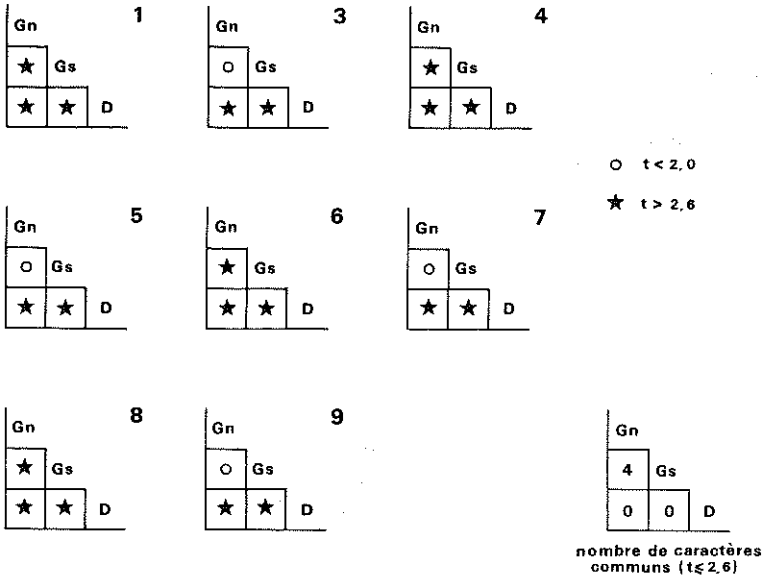 Gn 1
★ Gs
★ ★ D
Gn 3
○ Gs
★ ★ D
Gn 4
★ Gs
★ ★ D
○ t < 2,0
★ t > 2,6
Gn 5
○ Gs
★ ★ D
Gn 6
★ Gs
★ ★ D
Gn 7
○ Gs
★ ★ D
Gn 8
★ Gs
★ ★ D
Gn 9
○ Gs
★ ★ D
Gn
4 Gs
0 0 D
nombre de caractères
communs (t⩽2,6)